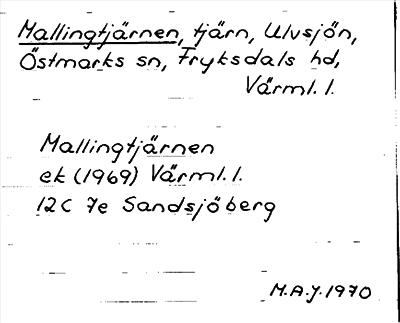 Mallingtjärnen, tjärn, Ulvsjön,
Östmarks sn, Fryksdals hd,
Värml. l.
Mallingtjärnen
ek (1969) Värml. l.
12C 7e Sandsjöberg
M.A.J. 1970